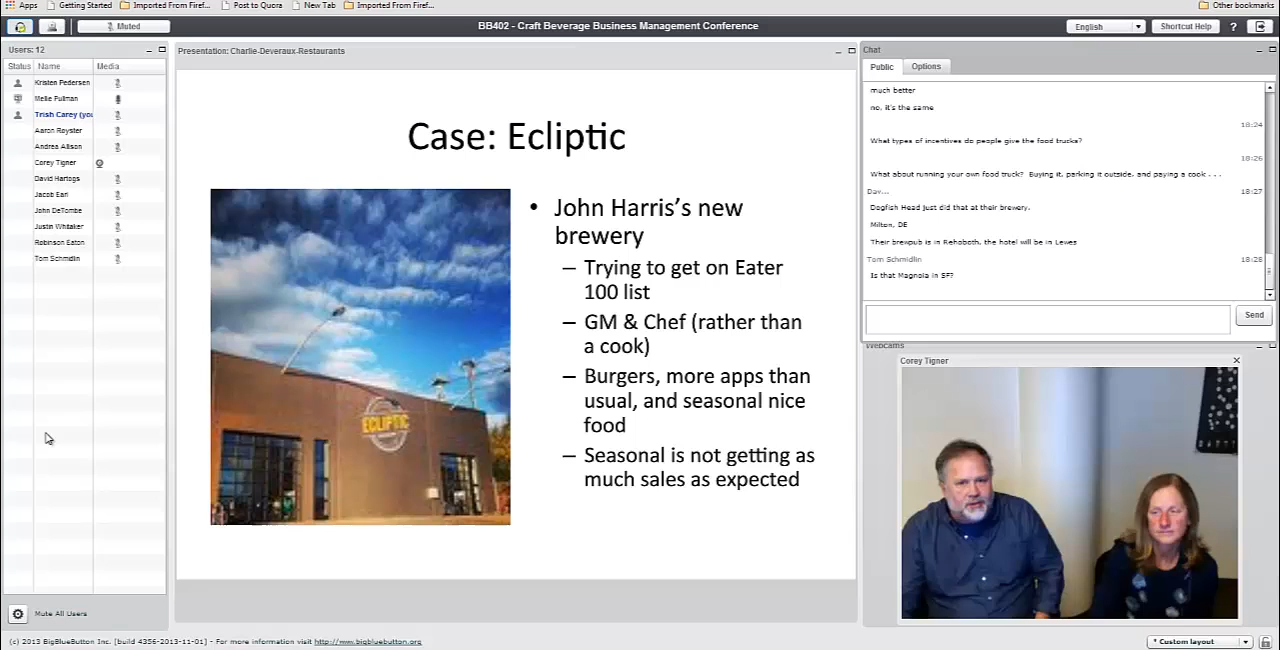 Apps Getting Started Imported From Firef... Post to Quora New Tab Imported From Firef... Other bookmarks
Muted BB402 - Craft Beverage Business Management Conference English Shortcut Help ?
Users: 12
Status Name Media
Kristen Pedersen
Melie Pullman
Trish Carey (you
Aaron Royster
Andrea Allson
Corey Tigner
David Hartogs
Jacob Earl
John DeTombe
Justin Whitaker
Robinson Eaton
Tom Schmidlin
Mute All Users
Presentation: Charlie-Deveraux-Restaurants
Case: Ecliptic
ECLIPTIC
• John Harris's new
brewery
– Trying to get on Eater
100 list
– GM & Chef (rather than
a cook)
– Burgers, more apps than
usual, and seasonal nice
food
– Seasonal is not getting as
much sales as expected
Chat
Public Options
much better
no, it's the same
18:24
What types of incentives do people give the food trucks?
18:26
What about running your own food truck? Buying it, parking it outside, and paying a cook . . .
Dav... 18:27
Dogfish Head just did that at their brewery.
Milton, DE
Their brewpub is in Rehoboth, the hotel will be in Lewes
Tom Schmidlin 18:28
Is that Magnolia in SF?
Send
Webcams
Corey Tigner
(c) 2013 BigBlueButton Inc. [build 4356-2013-11-01] - For more information visit http://www.bigbluebutton.org
* Custom layout